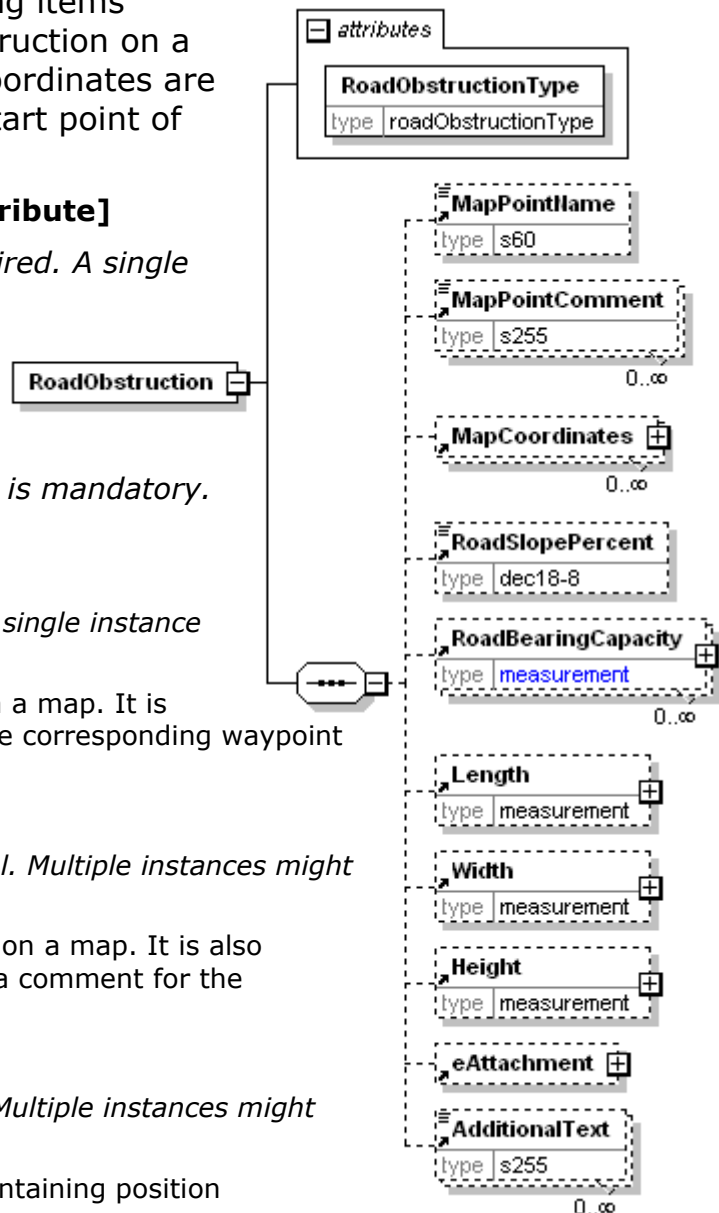 ng items
ruction on a
oordinates are
tart point of
ribute]
ired. A single
is mandatory.
single instance
a map. It is
e corresponding waypoint
l. Multiple instances might
on a map. It is also
a comment for the
Multiple instances might
ntaining position
attributes
RoadObstructionType
type roadObstructionType
RoadObstruction
MapPointName
type s60
MapPointComment
type s255
0..∞
MapCoordinates
0..∞
RoadSlopePercent
type dec18-8
RoadBearingCapacity
type measurement
0..∞
Length
type measurement
Width
type measurement
Height
type measurement
eAttachment
AdditionalText
type s255
0..∞